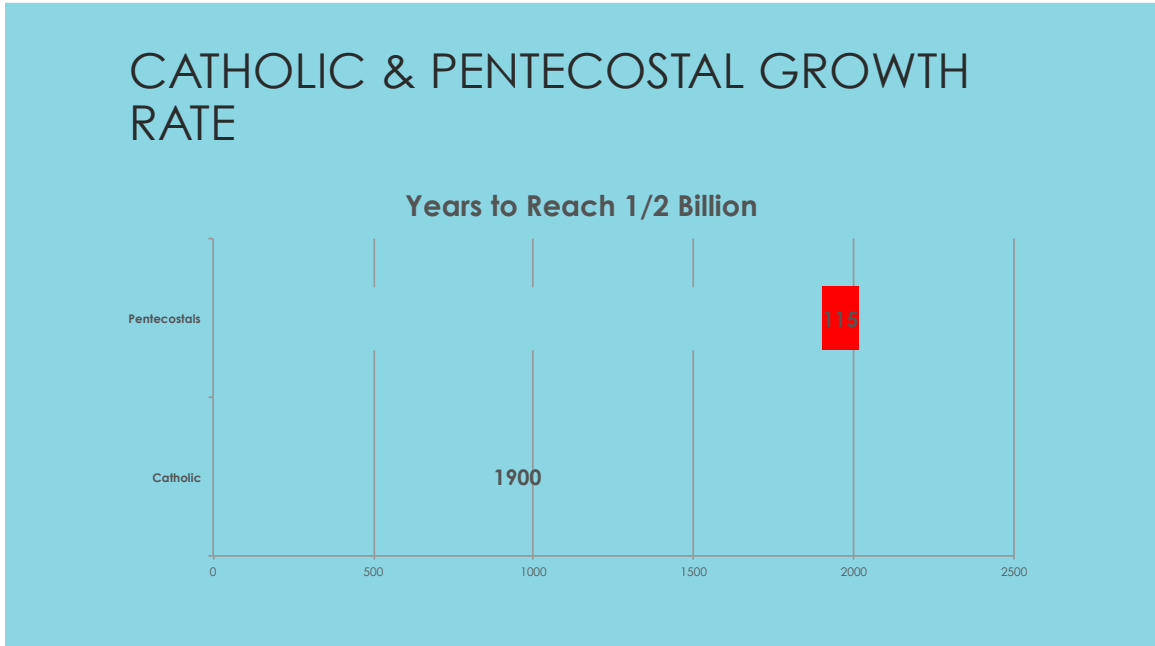 CATHOLIC & PENTECOSTAL GROWTH
RATE
Years to Reach 1/2 Billion
Pentecostals
115
Catholic
1900
0
500
1000
1500
2000
2500